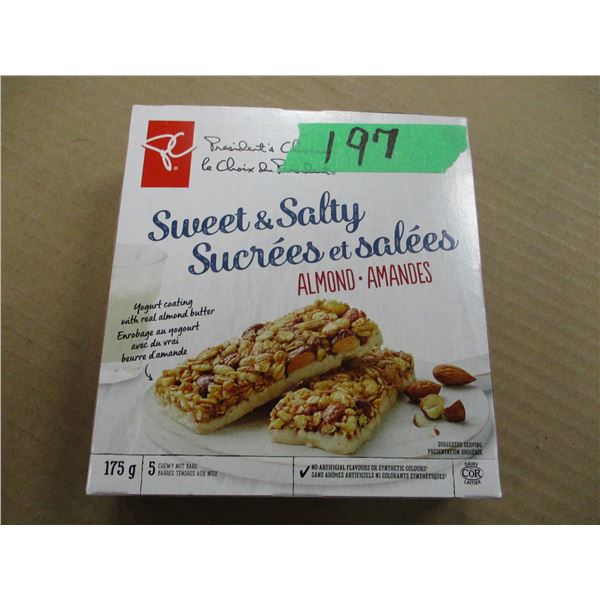 PC
President's
le Choix du
197
Sweet & Salty
Sucrées et salées
ALMOND • AMANDES
Yogurt coating
with real almond butter
Enrobage au yogourt
avec du vrai
beurre d'amande
175 g
5 CHEWY NUT BARS
BARRES TENDRES AUX NOIX
✓ NO ARTIFICIAL FLAVOURS OR SYNTHETIC COLOURS*
SANS ARÔMES ARTIFICIELS NI COLORANTS SYNTHÉTIQUES*
SUGGESTED SERVING
PRÉSENTATION SUGGÉRÉE
DAIRY
COR
LAITIER